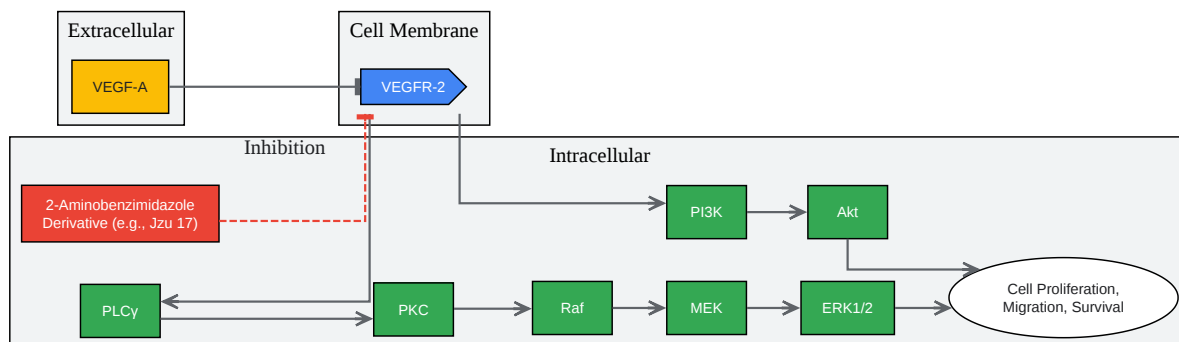 Extracellular
Cell Membrane
VEGF-A
VEGFR-2
Inhibition
Intracellular
2-Aminobenzimidazole
Derivative (e.g., Jzu 17)
PI3K
Akt
PLCγ
PKC
Raf
MEK
ERK1/2
Cell Proliferation,
Migration, Survival